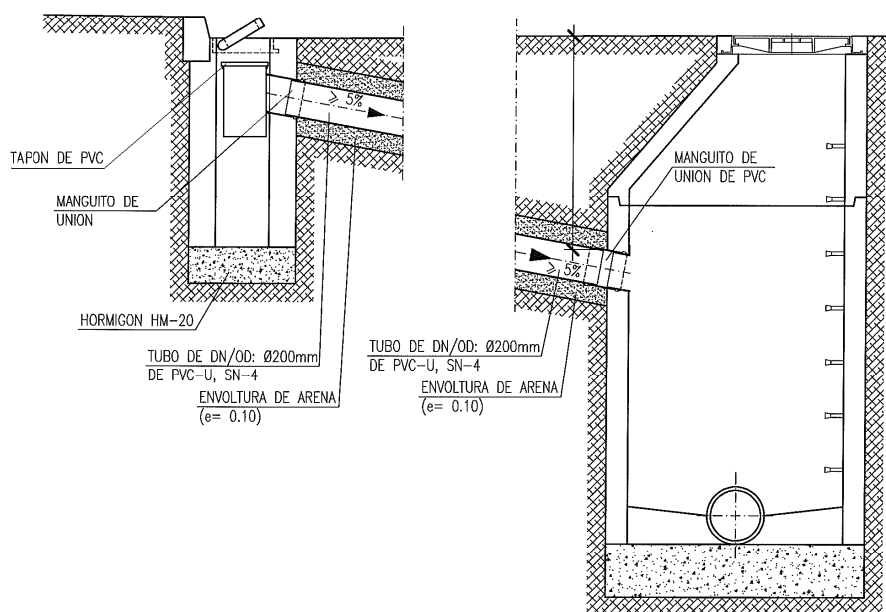 ⩾ 5%
TAPON DE PVC
MANGUITO DE
UNION
HORMIGON HM-20
TUBO DE DN/OD: Ø200mm
DE PVC-U, SN-4
ENVOLTURA DE ARENA
(e= 0.10)
MANGUITO DE
UNION DE PVC
⩾ 5%
TUBO DE DN/OD: Ø200mm
DE PVC-U, SN-4
ENVOLTURA DE ARENA
(e= 0.10)